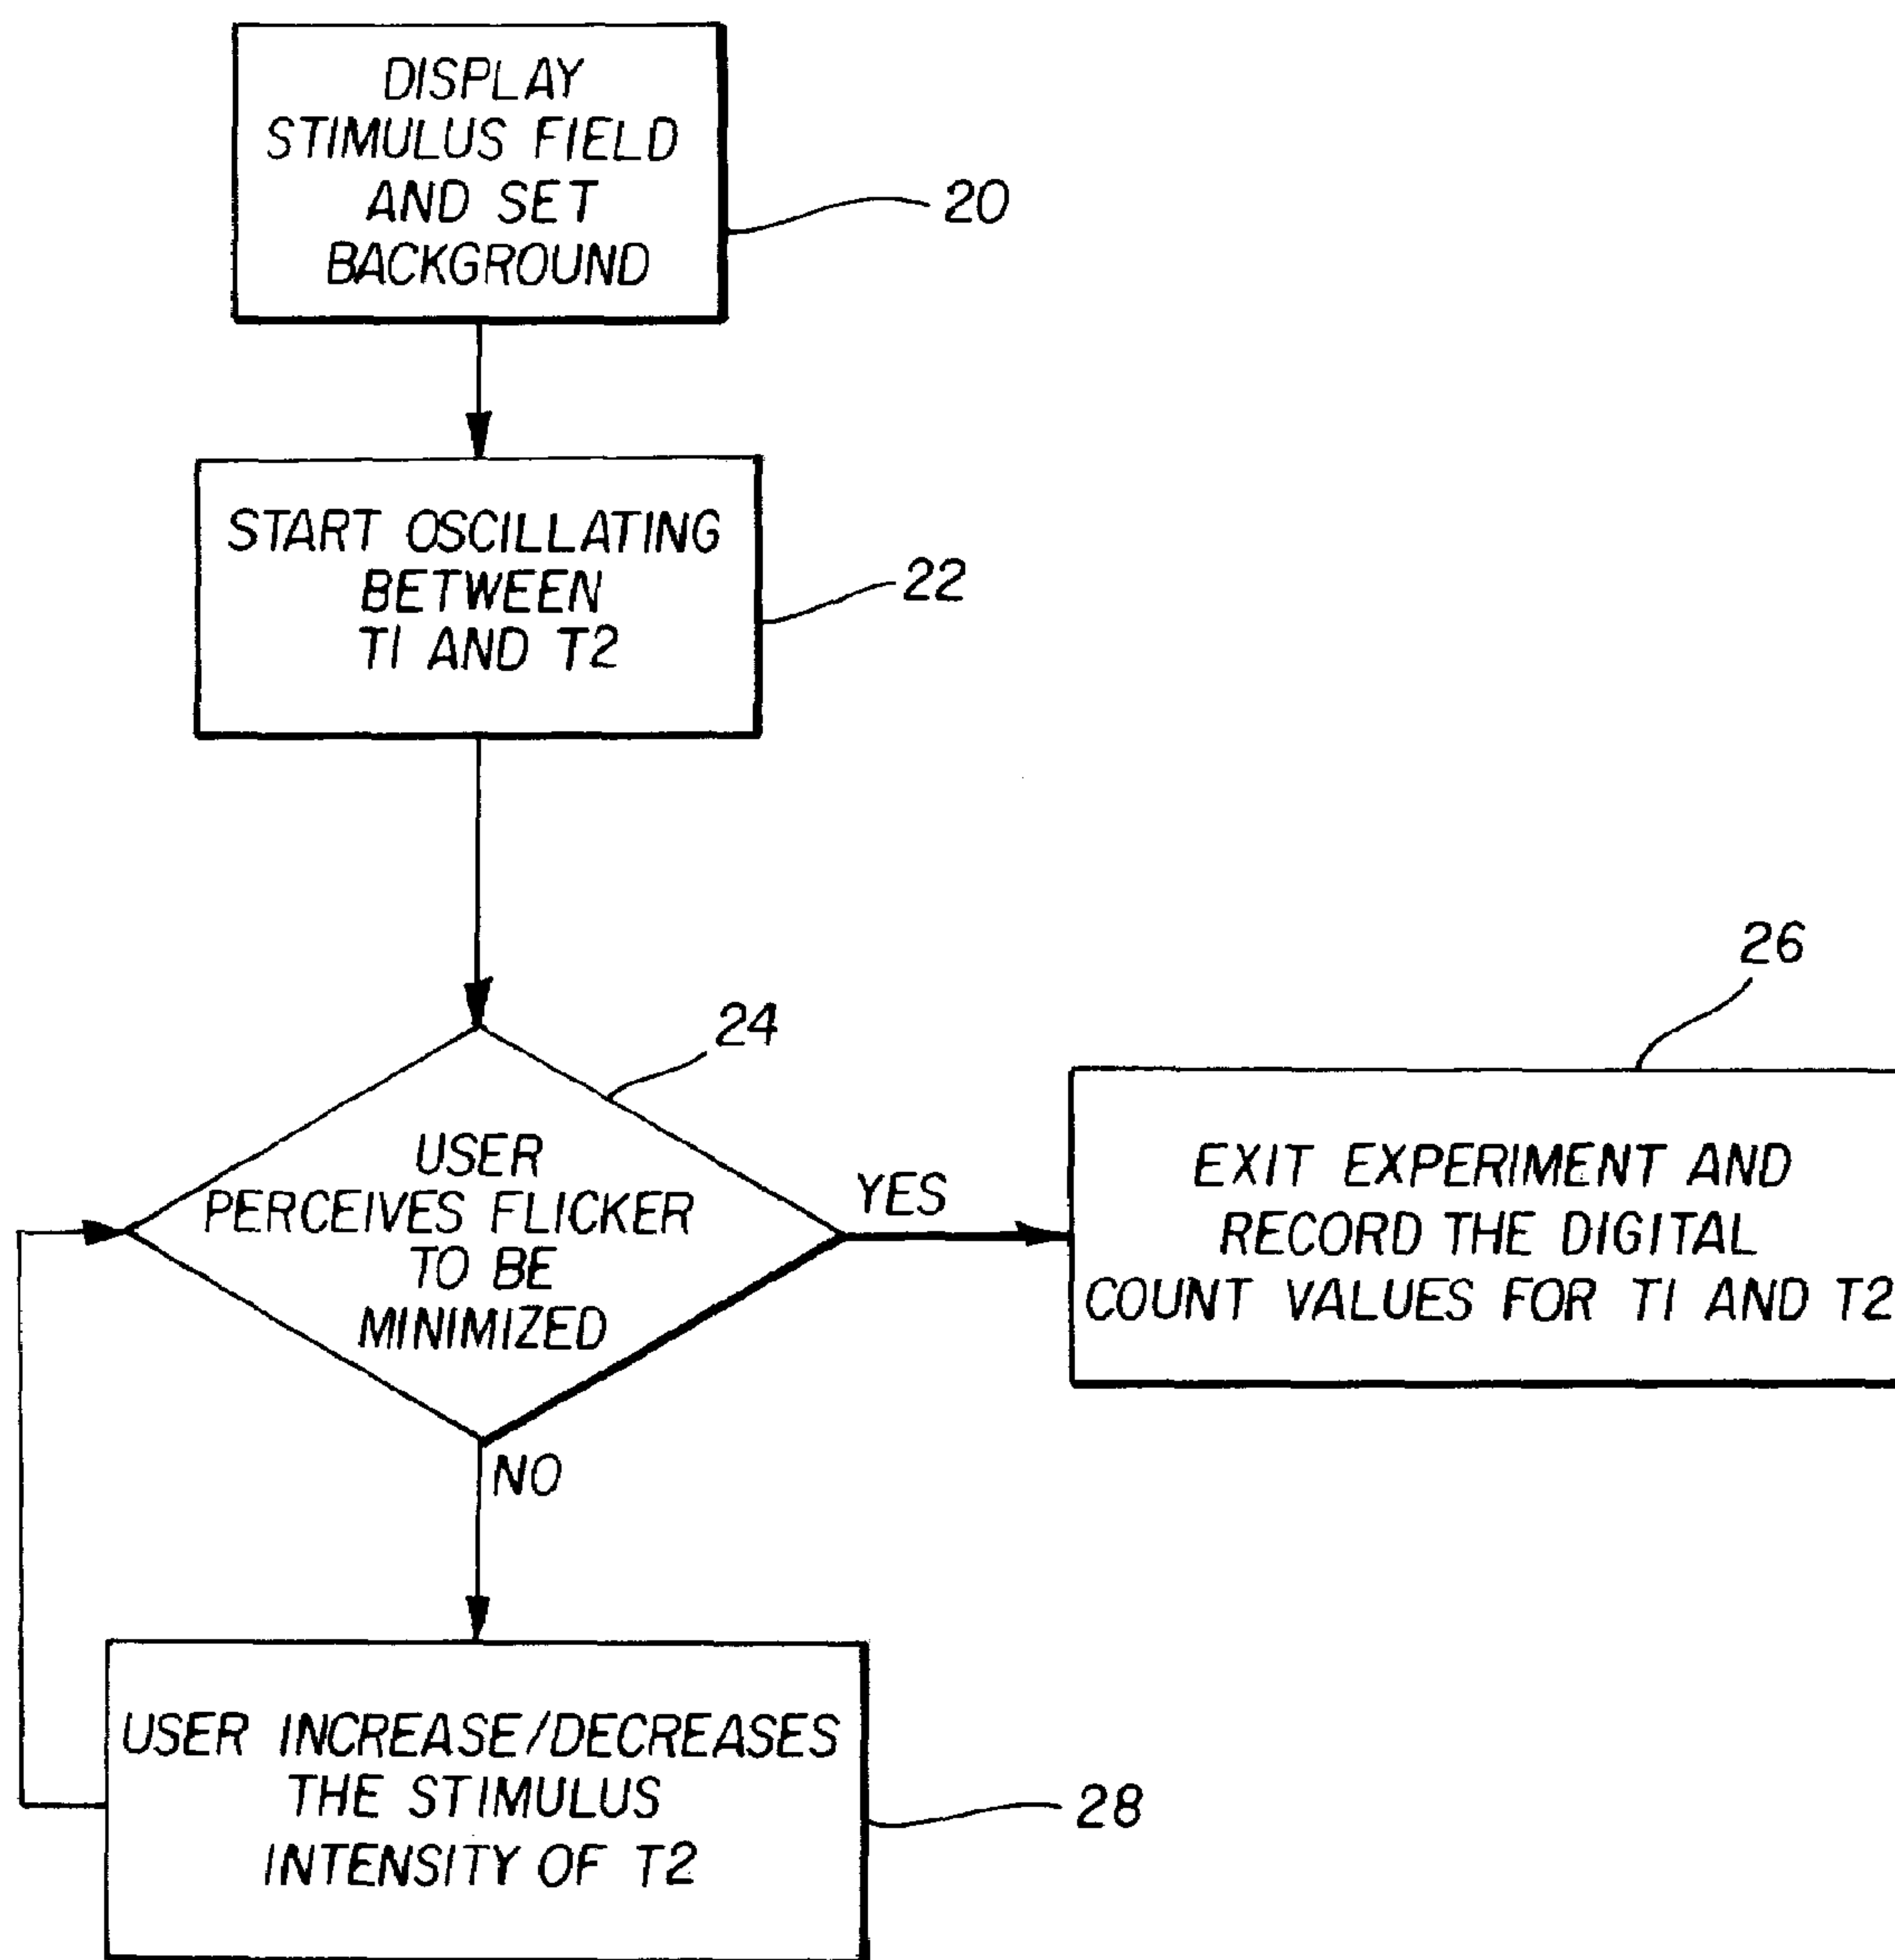 DISPLAY
STIMULUS FIELD
AND SET
BACKGROUND
20
START OSCILLATING
BETWEEN
T1 AND T2
22
24
USER
PERCEIVES FLICKER
TO BE
MINIMIZED
YES
26
EXIT EXPERIMENT AND
RECORD THE DIGITAL
COUNT VALUES FOR T1 AND T2
NO
USER INCREASE/DECREASES
THE STIMULUS
INTENSITY OF T2
28